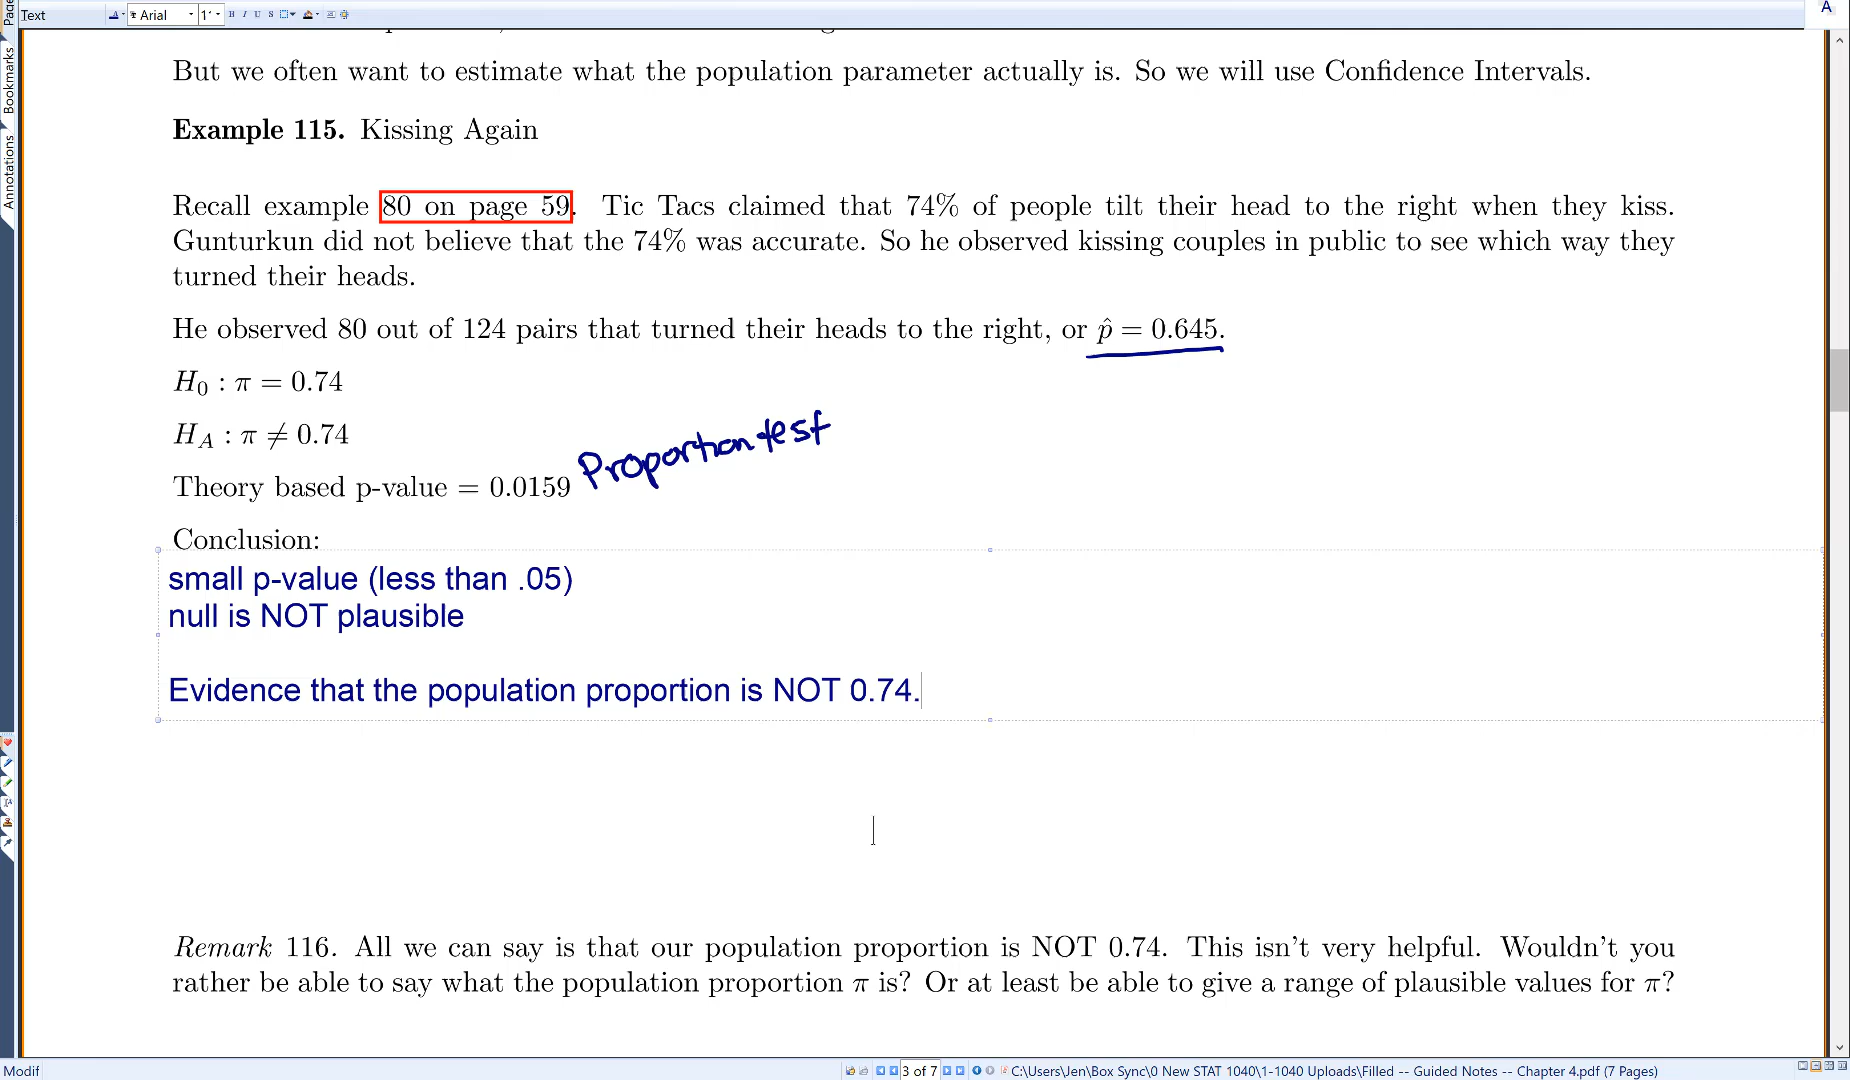 Text
Arial
B I U S
A
Page
Bookmarks
Annotations
But we often want to estimate what the population parameter actually is. So we will use Confidence Intervals.
Example 115. Kissing Again
Recall example 80 on page 59. Tic Tacs claimed that 74% of people tilt their head to the right when they kiss.
Gunturkun did not believe that the 74% was accurate. So he observed kissing couples in public to see which way they
turned their heads.
He observed 80 out of 124 pairs that turned their heads to the right, or p̂ = 0.645.
H₀ : π = 0.74
H_A : π ≠ 0.74
Proportion test
Theory based p-value = 0.0159
Conclusion:
small p-value (less than .05)
null is NOT plausible
Evidence that the population proportion is NOT 0.74.
Remark 116. All we can say is that our population proportion is NOT 0.74. This isn't very helpful. Wouldn't you
rather be able to say what the population proportion π is? Or at least be able to give a range of plausible values for π?
Modif
3 of 7
C:\Users\Jen\Box Sync\0 New STAT 1040\1-1040 Uploads\Filled -- Guided Notes -- Chapter 4.pdf (7 Pages)